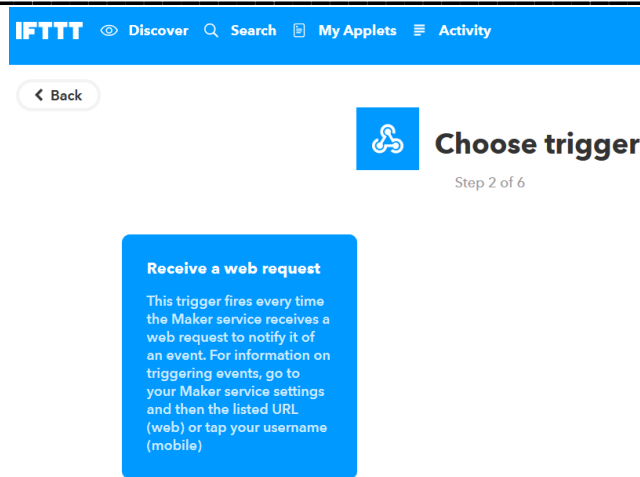 IFTTT Discover Search My Applets Activity
Back
Choose trigger
Step 2 of 6
Receive a web request
This trigger fires every time
the Maker service receives a
web request to notify it of
an event. For information on
triggering events, go to
your Maker service settings
and then the listed URL
(web) or tap your username
(mobile)